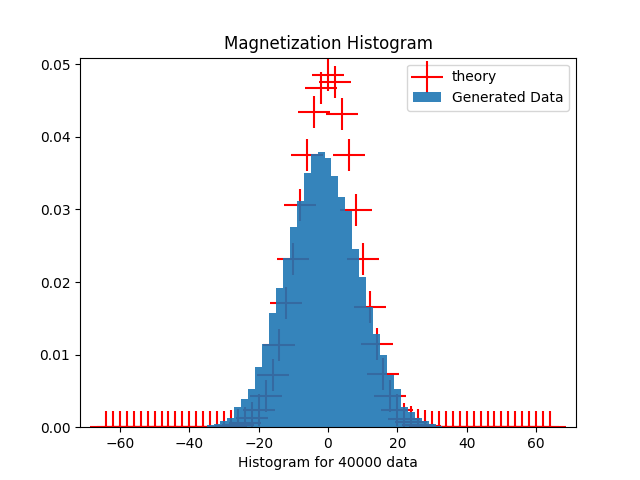 Magnetization Histogram
theory
Generated Data
0.05
0.04
0.03
0.02
0.01
0.00
−60 −40 −20 0 20 40 60
Histogram for 40000 data